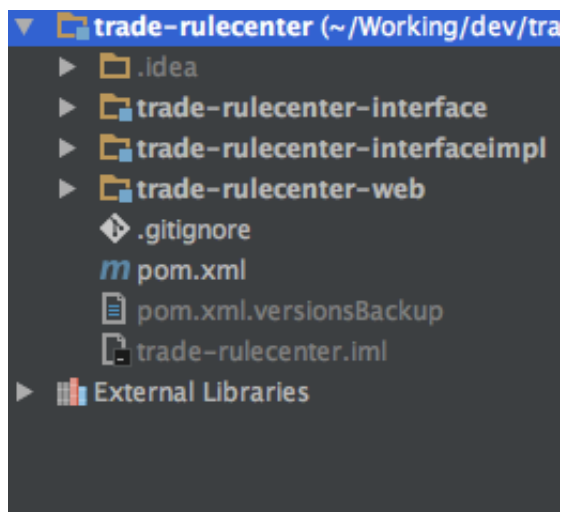 trade-rulecenter (~/Working/dev/tra
.idea
trade-rulecenter-interface
trade-rulecenter-interfaceimpl
trade-rulecenter-web
.gitignore
m pom.xml
pom.xml.versionsBackup
trade-rulecenter.iml
External Libraries